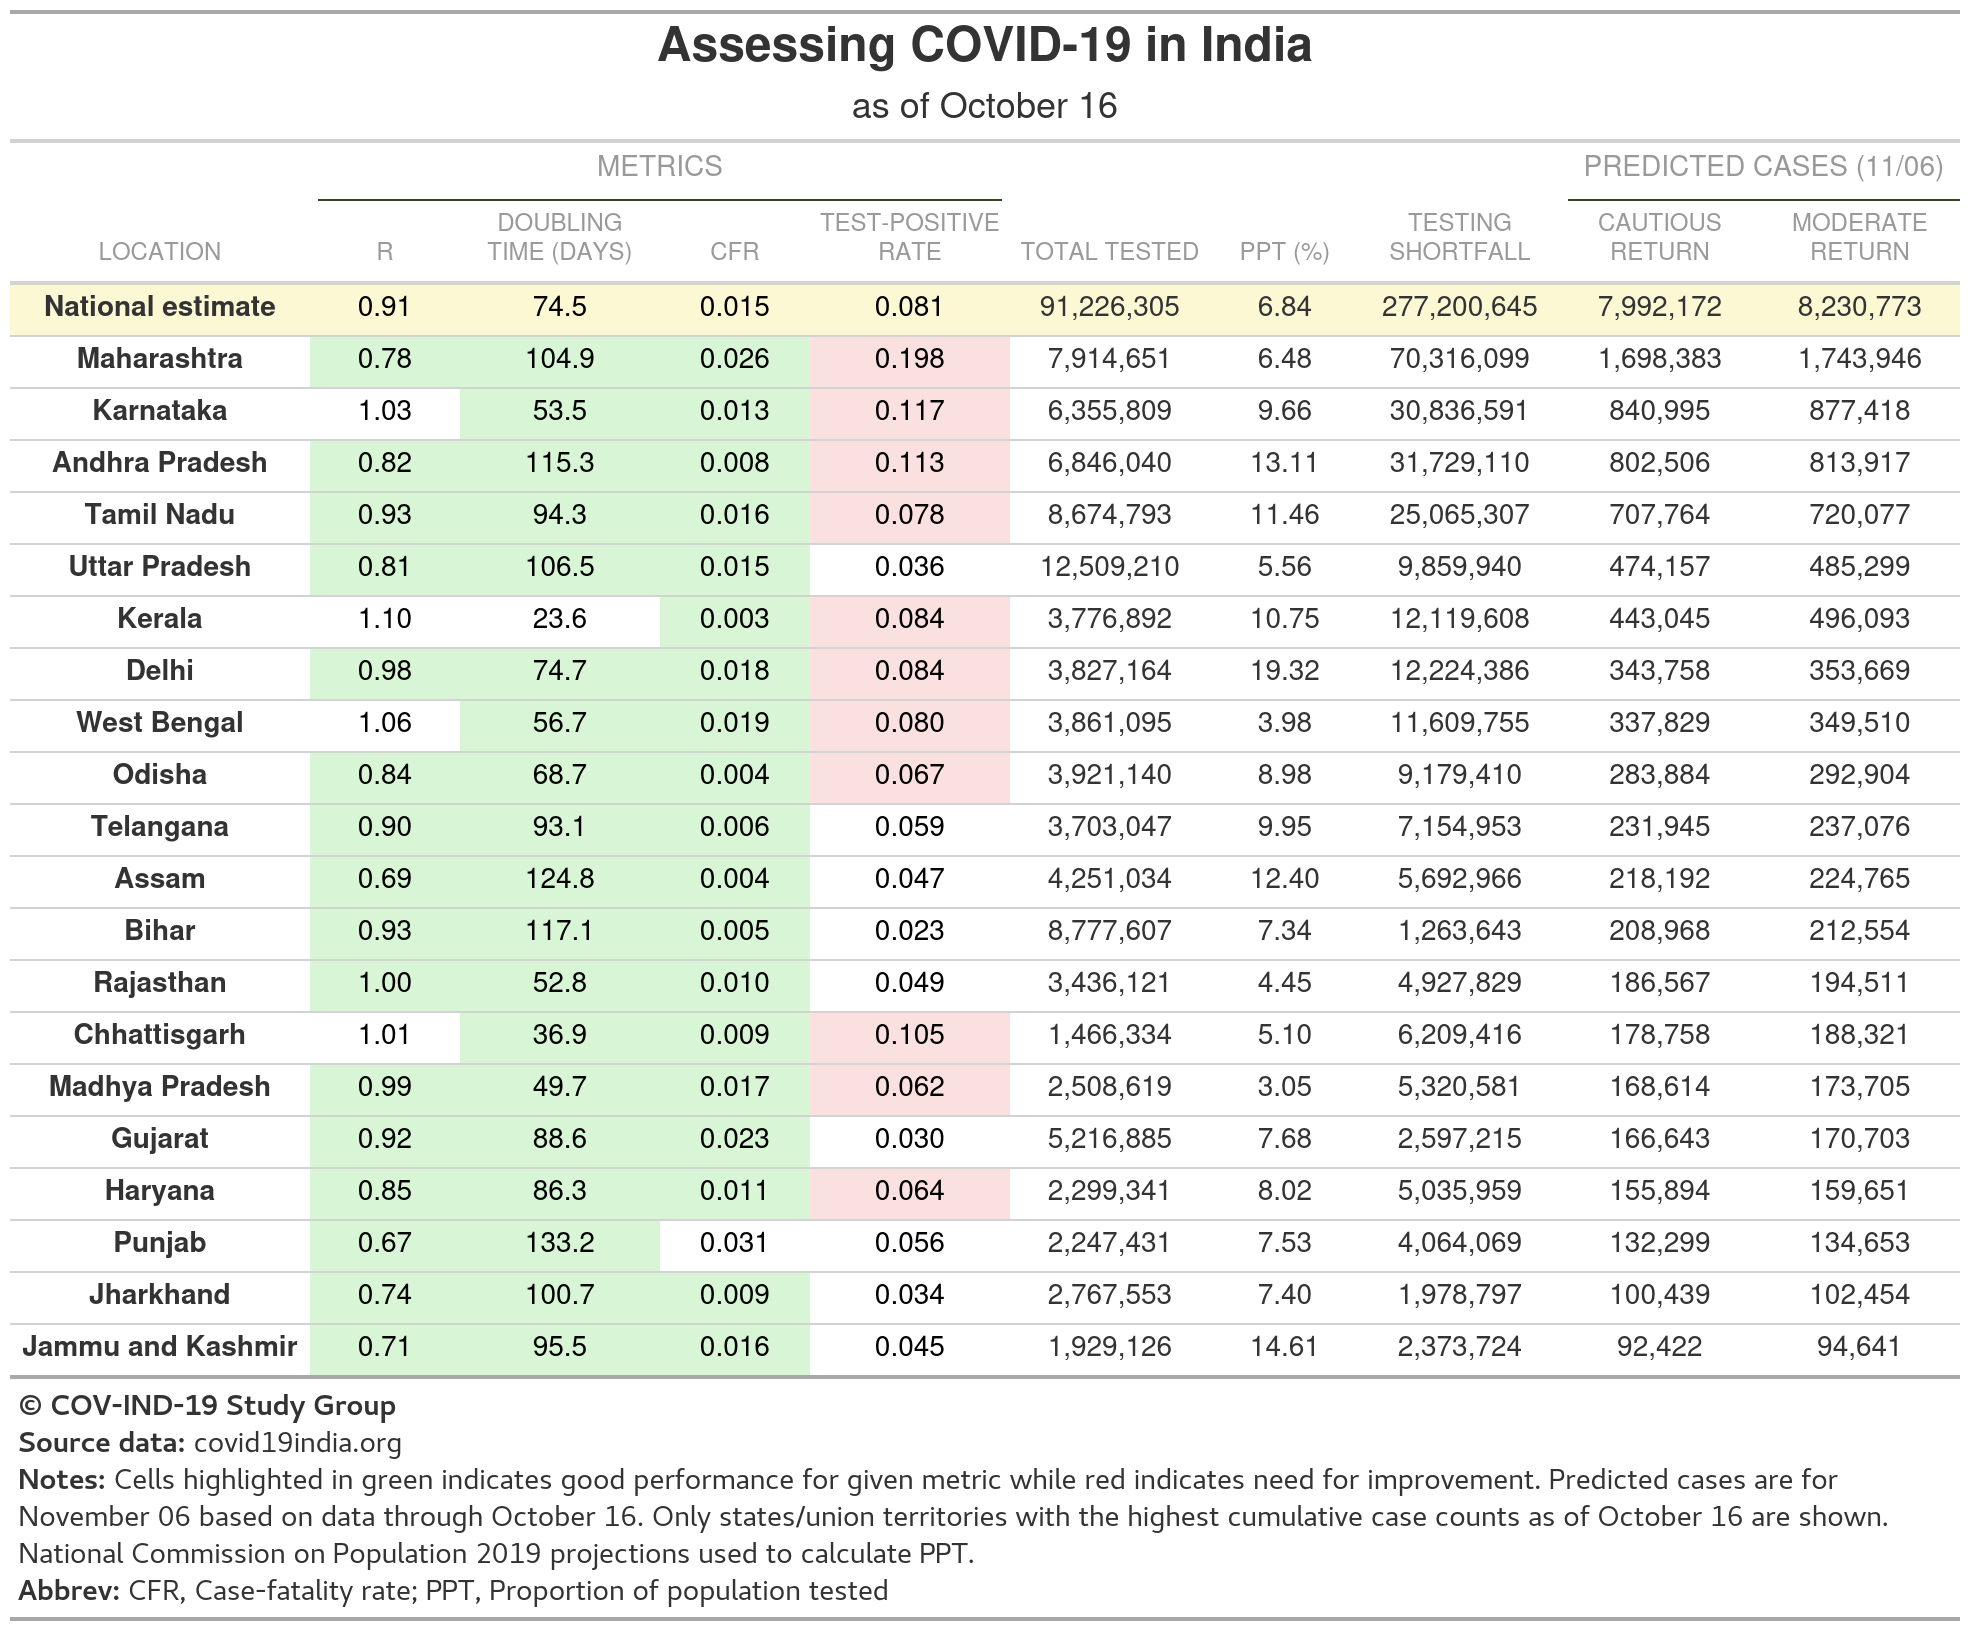 Assessing COVID-19 in India
as of October 16
METRICS PREDICTED CASES (11/06)
LOCATION R DOUBLING TIME (DAYS) CFR TEST-POSITIVE RATE TOTAL TESTED PPT (%) TESTING SHORTFALL CAUTIOUS RETURN MODERATE RETURN
National estimate 0.91 74.5 0.015 0.081 91,226,305 6.84 277,200,645 7,992,172 8,230,773
Maharashtra 0.78 104.9 0.026 0.198 7,914,651 6.48 70,316,099 1,698,383 1,743,946
Karnataka 1.03 53.5 0.013 0.117 6,355,809 9.66 30,836,591 840,995 877,418
Andhra Pradesh 0.82 115.3 0.008 0.113 6,846,040 13.11 31,729,110 802,506 813,917
Tamil Nadu 0.93 94.3 0.016 0.078 8,674,793 11.46 25,065,307 707,764 720,077
Uttar Pradesh 0.81 106.5 0.015 0.036 12,509,210 5.56 9,859,940 474,157 485,299
Kerala 1.10 23.6 0.003 0.084 3,776,892 10.75 12,119,608 443,045 496,093
Delhi 0.98 74.7 0.018 0.084 3,827,164 19.32 12,224,386 343,758 353,669
West Bengal 1.06 56.7 0.019 0.080 3,861,095 3.98 11,609,755 337,829 349,510
Odisha 0.84 68.7 0.004 0.067 3,921,140 8.98 9,179,410 283,884 292,904
Telangana 0.90 93.1 0.006 0.059 3,703,047 9.95 7,154,953 231,945 237,076
Assam 0.69 124.8 0.004 0.047 4,251,034 12.40 5,692,966 218,192 224,765
Bihar 0.93 117.1 0.005 0.023 8,777,607 7.34 1,263,643 208,968 212,554
Rajasthan 1.00 52.8 0.010 0.049 3,436,121 4.45 4,927,829 186,567 194,511
Chhattisgarh 1.01 36.9 0.009 0.105 1,466,334 5.10 6,209,416 178,758 188,321
Madhya Pradesh 0.99 49.7 0.017 0.062 2,508,619 3.05 5,320,581 168,614 173,705
Gujarat 0.92 88.6 0.023 0.030 5,216,885 7.68 2,597,215 166,643 170,703
Haryana 0.85 86.3 0.011 0.064 2,299,341 8.02 5,035,959 155,894 159,651
Punjab 0.67 133.2 0.031 0.056 2,247,431 7.53 4,064,069 132,299 134,653
Jharkhand 0.74 100.7 0.009 0.034 2,767,553 7.40 1,978,797 100,439 102,454
Jammu and Kashmir 0.71 95.5 0.016 0.045 1,929,126 14.61 2,373,724 92,422 94,641
© COV-IND-19 Study Group
Source data: covid19india.org
Notes: Cells highlighted in green indicates good performance for given metric while red indicates need for improvement. Predicted cases are for
November 06 based on data through October 16. Only states/union territories with the highest cumulative case counts as of October 16 are shown.
National Commission on Population 2019 projections used to calculate PPT.
Abbrev: CFR, Case-fatality rate; PPT, Proportion of population tested